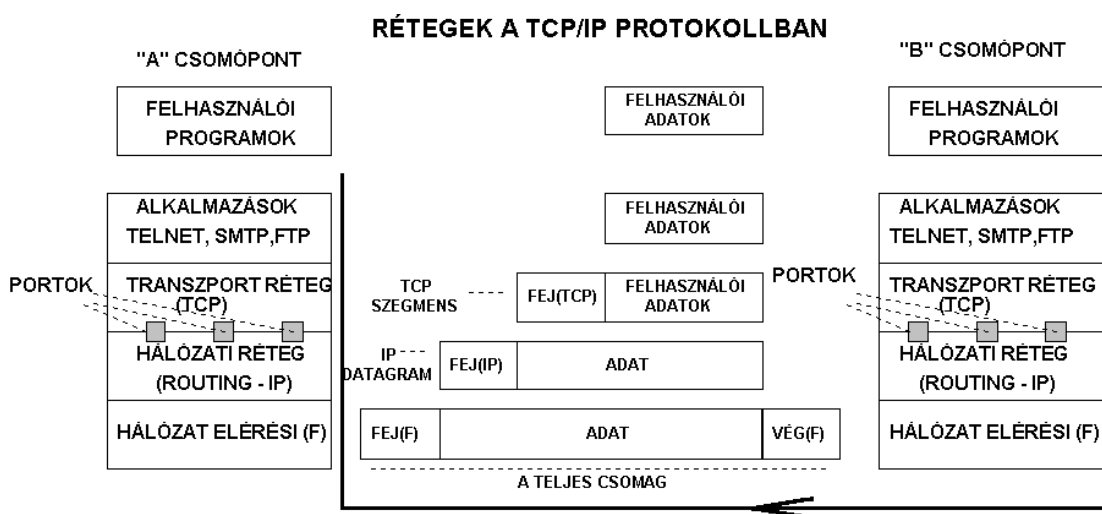 RÉTEGEK A TCP/IP PROTOKOLLBAN
"A" CSOMÓPONT
"B" CSOMÓPONT
FELHASZNÁLÓI
PROGRAMOK
FELHASZNÁLÓI
ADATOK
FELHASZNÁLÓI
PROGRAMOK
ALKALMAZÁSOK
TELNET, SMTP,FTP
FELHASZNÁLÓI
ADATOK
ALKALMAZÁSOK
TELNET, SMTP,FTP
PORTOK
TRANSZPORT RÉTEG
(TCP)
TCP
SZEGMENS
FEJ(TCP)
FELHASZNÁLÓI
ADATOK
PORTOK
TRANSZPORT RÉTEG
(TCP)
HÁLÓZATI RÉTEG
(ROUTING - IP)
IP
DATAGRAM
FEJ(IP)
ADAT
HÁLÓZATI RÉTEG
(ROUTING - IP)
HÁLÓZAT ELÉRÉSI (F)
FEJ(F)
ADAT
VÉG(F)
HÁLÓZAT ELÉRÉSI (F)
A TELJES CSOMAG